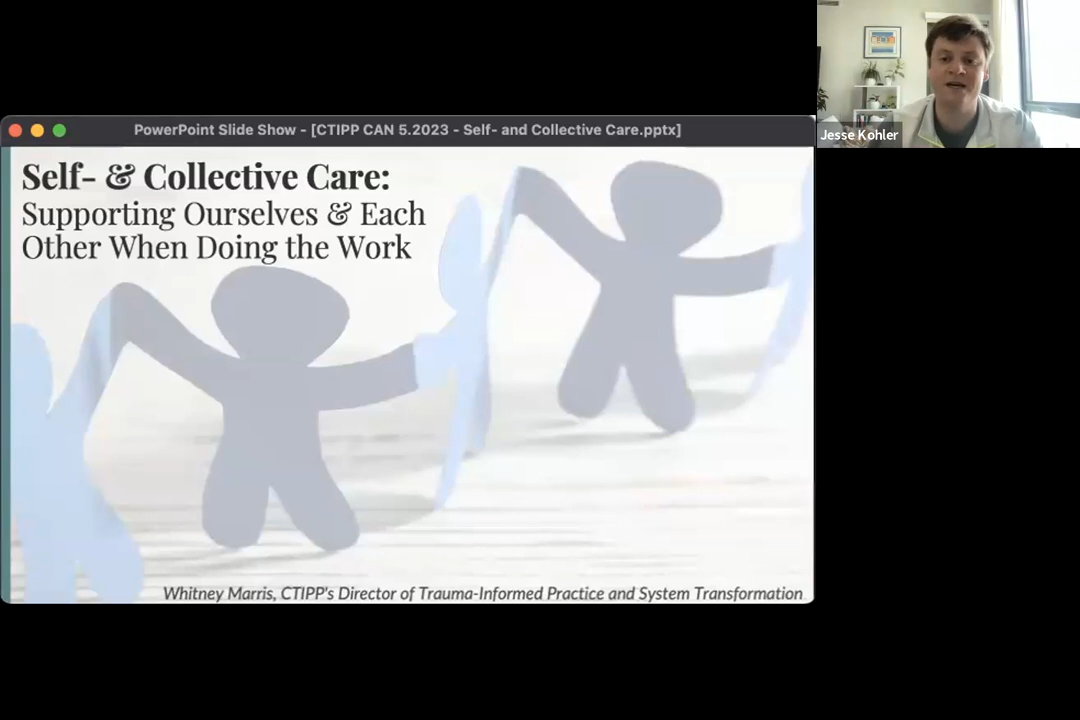 Jesse Kohler
PowerPoint Slide Show - [CTIPP CAN 5.2023 - Self- and Collective Care.pptx]
Self- & Collective Care:
Supporting Ourselves & Each
Other When Doing the Work
Whitney Marris, CTIPP's Director of Trauma-Informed Practice and System Transformation